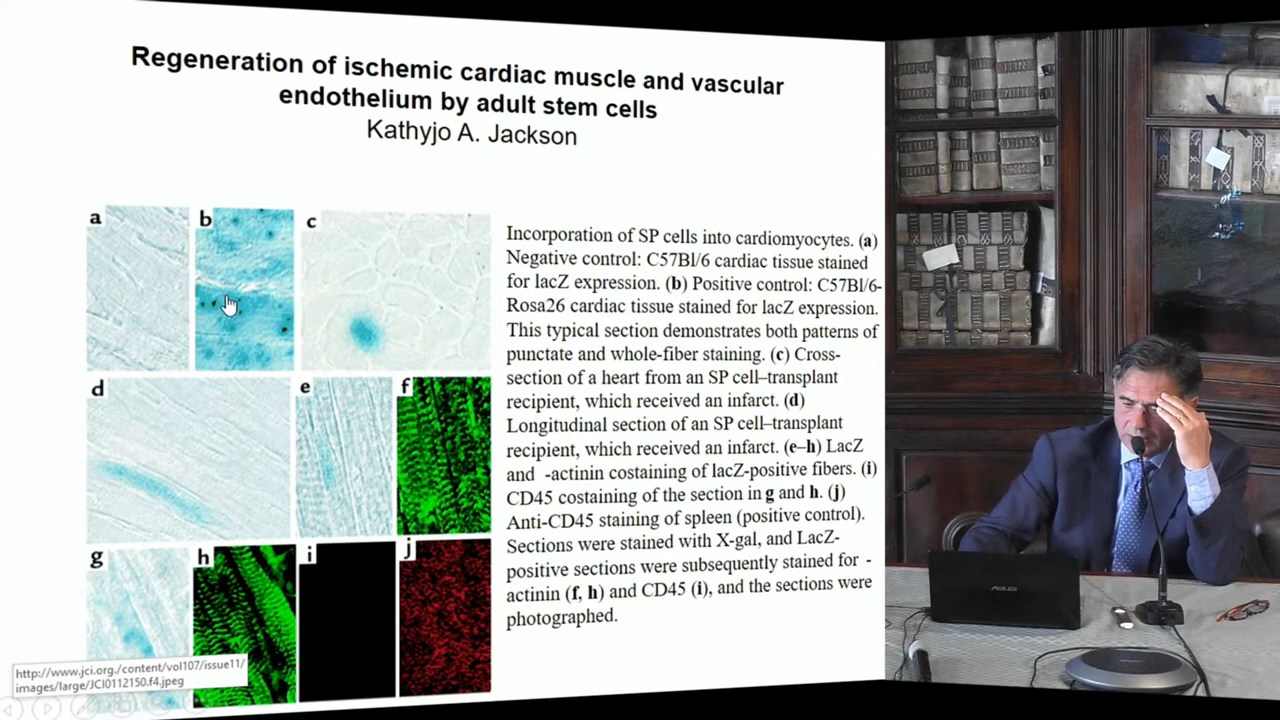 Regeneration of ischemic cardiac muscle and vascular
endothelium by adult stem cells
Kathyjo A. Jackson
a
b
c
d
e
f
g
h
i
j
Incorporation of SP cells into cardiomyocytes. (a)
Negative control: C57Bl/6 cardiac tissue stained
for lacZ expression. (b) Positive control: C57Bl/6-
Rosa26 cardiac tissue stained for lacZ expression.
This typical section demonstrates both patterns of
punctate and whole-fiber staining. (c) Cross-
section of a heart from an SP cell–transplant
recipient, which received an infarct. (d)
Longitudinal section of an SP cell–transplant
recipient, which received an infarct. (e–h) LacZ
and -actinin costaining of lacZ-positive fibers. (i)
CD45 costaining of the section in g and h. (j)
Anti-CD45 staining of spleen (positive control).
Sections were stained with X-gal, and LacZ-
positive sections were subsequently stained for -
actinin (f, h) and CD45 (i), and the sections were
photographed.
http://www.jci.org./content/vol107/issue11/
images/large/JCI0112150.f4.jpeg
ASUS